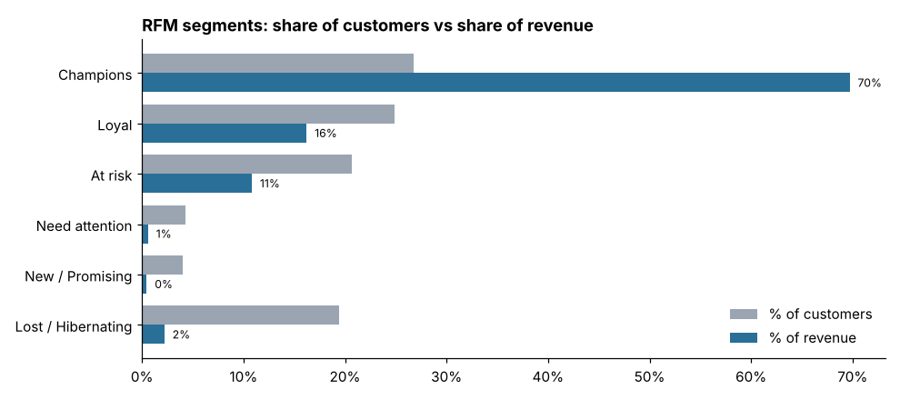 RFM segments: share of customers vs share of revenue
Champions
70%
Loyal
16%
At risk
11%
Need attention
1%
New / Promising
0%
Lost / Hibernating
2%
% of customers
% of revenue
0% 10% 20% 30% 40% 50% 60% 70%